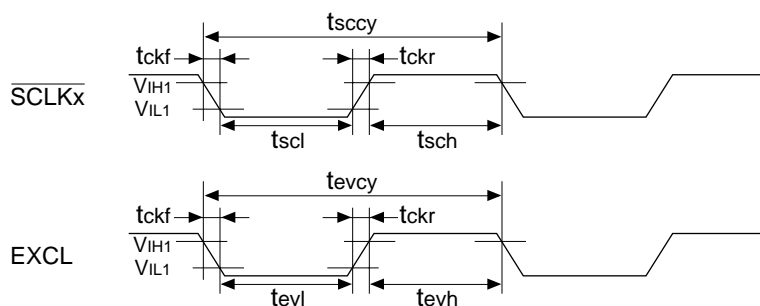 tsccy
tckf
tckr
VIH1
SCLKx
VIL1
tscl
tsch
tevcy
tckf
tckr
VIH1
EXCL
VIL1
tevl
tevh